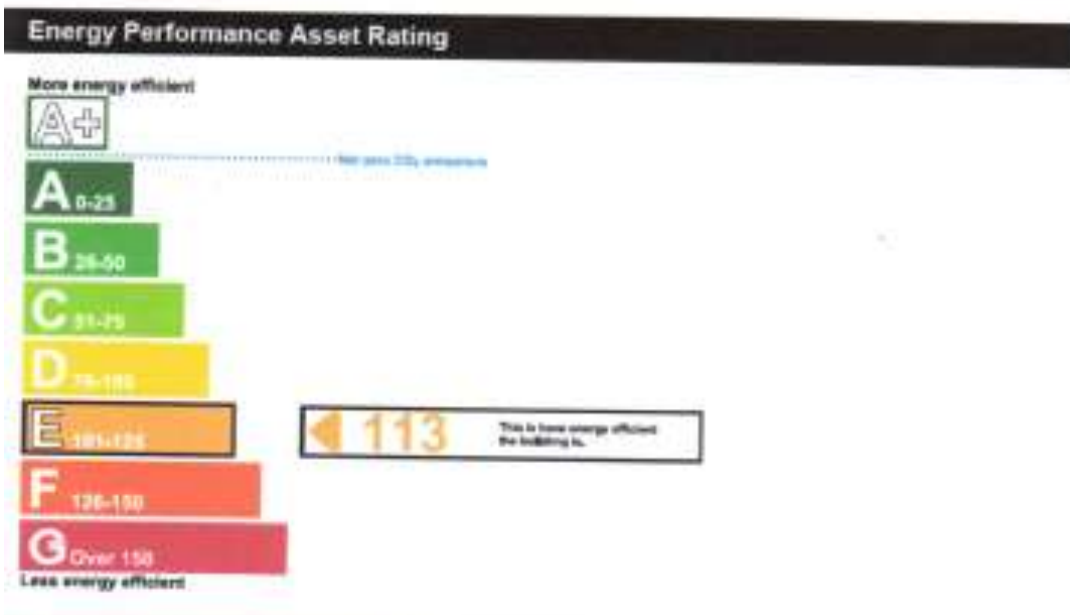 Energy Performance Asset Rating
More energy efficient
A+
Net zero CO₂ emissions
A 0-25
B 26-50
C 51-75
D 76-100
E 101-125
113
This is how energy efficient
the building is.
F 126-150
G Over 150
Less energy efficient